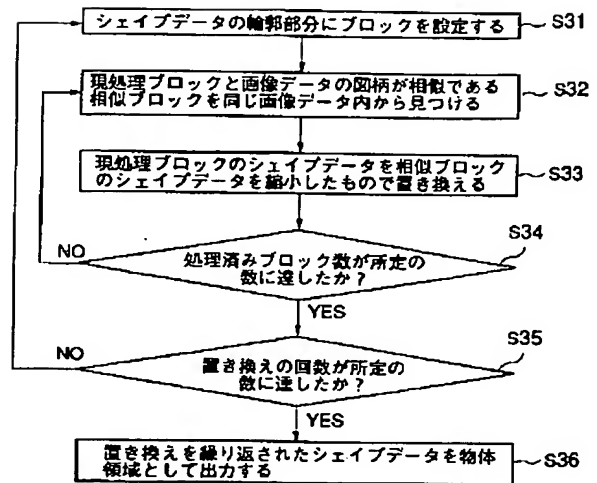 シェイプデータの輪郭部分にブロックを設定する
S31
現処理ブロックと画像データの図柄が相似である
相似ブロックを同じ画像データ内から見つける
S32
現処理ブロックのシェイプデータを相似ブロック
のシェイプデータを縮小したもので置き換える
S33
S34
処理済みブロック数が所定の
数に達したか?
NO
YES
S35
置き換えの回数が所定の
数に達したか?
NO
YES
置き換えを繰り返されたシェイプデータを物体
領域として出力する
S36